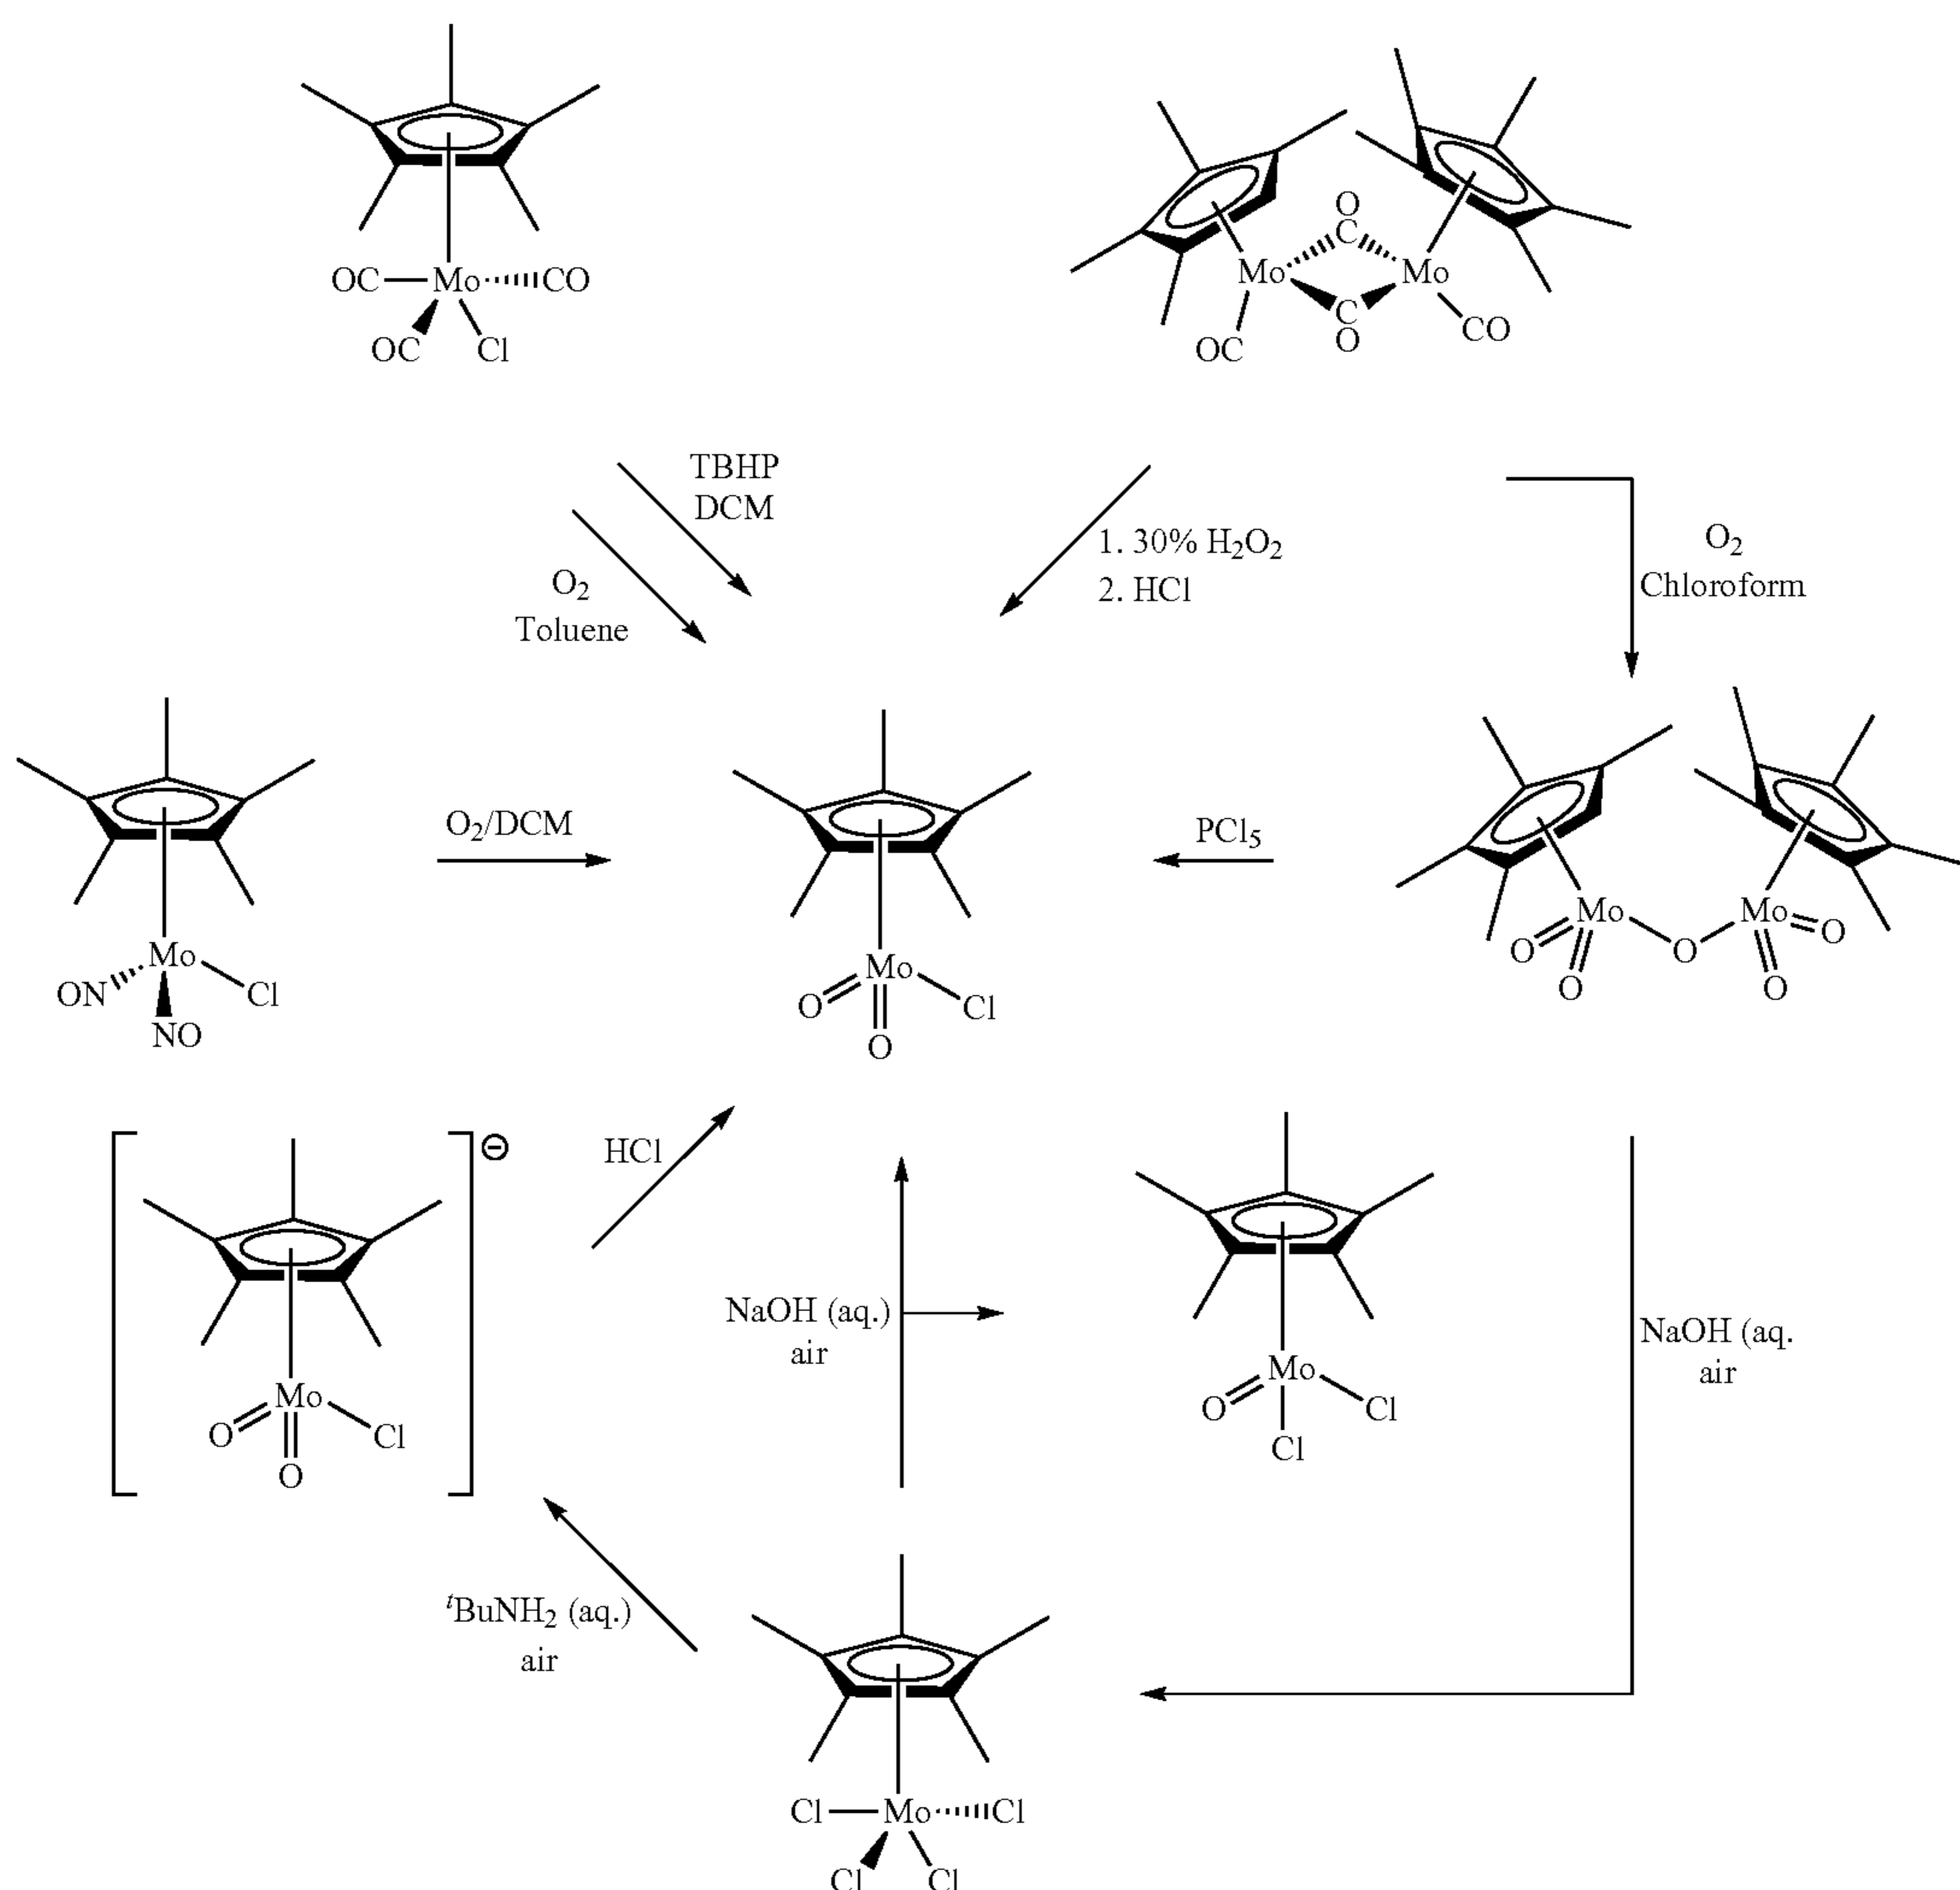 O
C
Mo
Mo
OC
Mo
CO
C
O
OC
Cl
OC
CO
TBHP
DCM
1. 30% H₂O₂
2. HCl
O₂
Chloroform
O₂
Toluene
O₂/DCM
PCl₅
Mo
ON
Cl
NO
Mo
O
Cl
O
Mo
Mo
O
O
O
O
O
HCl
⊖
NaOH (aq.)
air
NaOH (aq.
air
Mo
O
Cl
Cl
Mo
O
Cl
O
ᵗBuNH₂ (aq.)
air
Cl
Mo
Cl
Cl
Cl